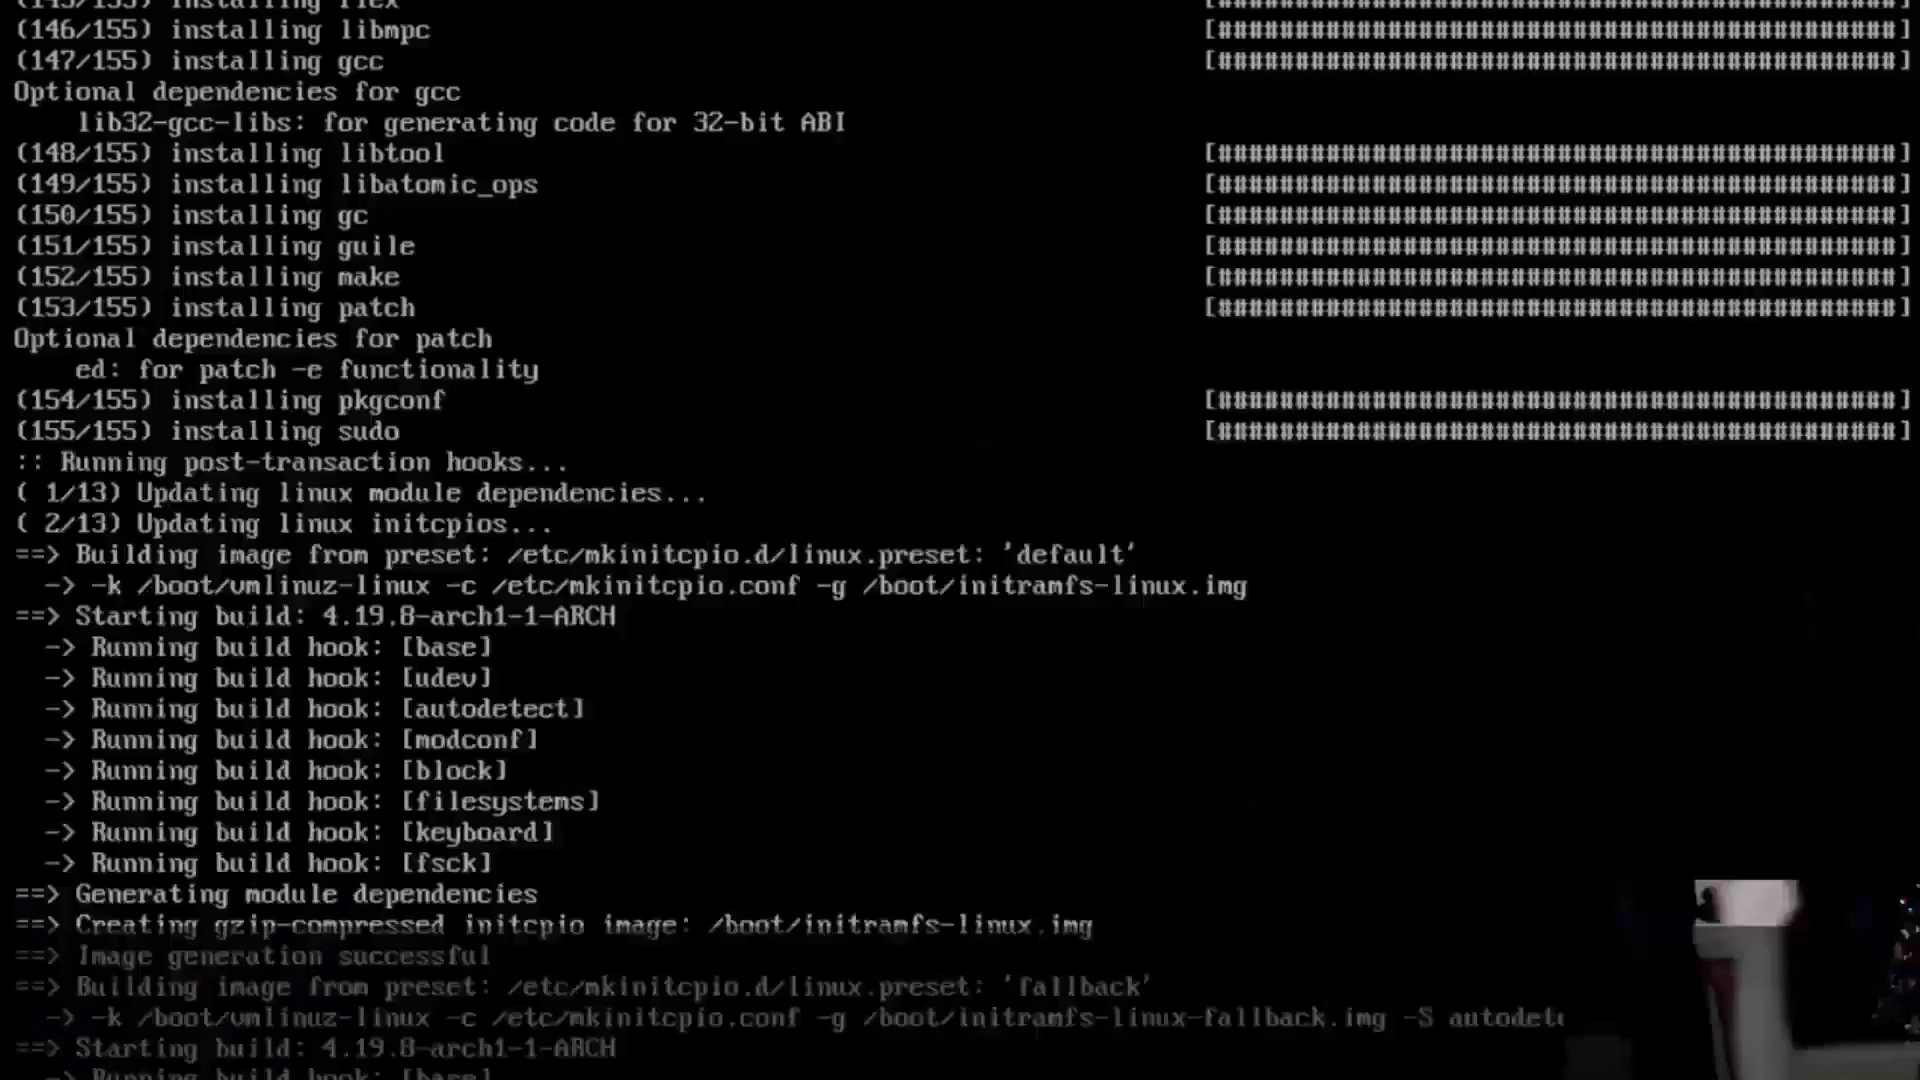 (145/155) installing flex [############################################]
(146/155) installing libmpc [############################################]
(147/155) installing gcc [############################################]
Optional dependencies for gcc
lib32-gcc-libs: for generating code for 32-bit ABI
(148/155) installing libtool [############################################]
(149/155) installing libatomic_ops [############################################]
(150/155) installing gc [############################################]
(151/155) installing guile [############################################]
(152/155) installing make [############################################]
(153/155) installing patch [############################################]
Optional dependencies for patch
ed: for patch -e functionality
(154/155) installing pkgconf [############################################]
(155/155) installing sudo [############################################]
:: Running post-transaction hooks...
( 1/13) Updating linux module dependencies...
( 2/13) Updating linux initcpios...
==> Building image from preset: /etc/mkinitcpio.d/linux.preset: 'default'
-> -k /boot/vmlinuz-linux -c /etc/mkinitcpio.conf -g /boot/initramfs-linux.img
==> Starting build: 4.19.8-arch1-1-ARCH
-> Running build hook: [base]
-> Running build hook: [udev]
-> Running build hook: [autodetect]
-> Running build hook: [modconf]
-> Running build hook: [block]
-> Running build hook: [filesystems]
-> Running build hook: [keyboard]
-> Running build hook: [fsck]
==> Generating module dependencies
==> Creating gzip-compressed initcpio image: /boot/initramfs-linux.img
==> Image generation successful
==> Building image from preset: /etc/mkinitcpio.d/linux.preset: 'fallback'
-> -k /boot/vmlinuz-linux -c /etc/mkinitcpio.conf -g /boot/initramfs-linux-fallback.img -S autodet
==> Starting build: 4.19.8-arch1-1-ARCH
-> Running build hook: [base]